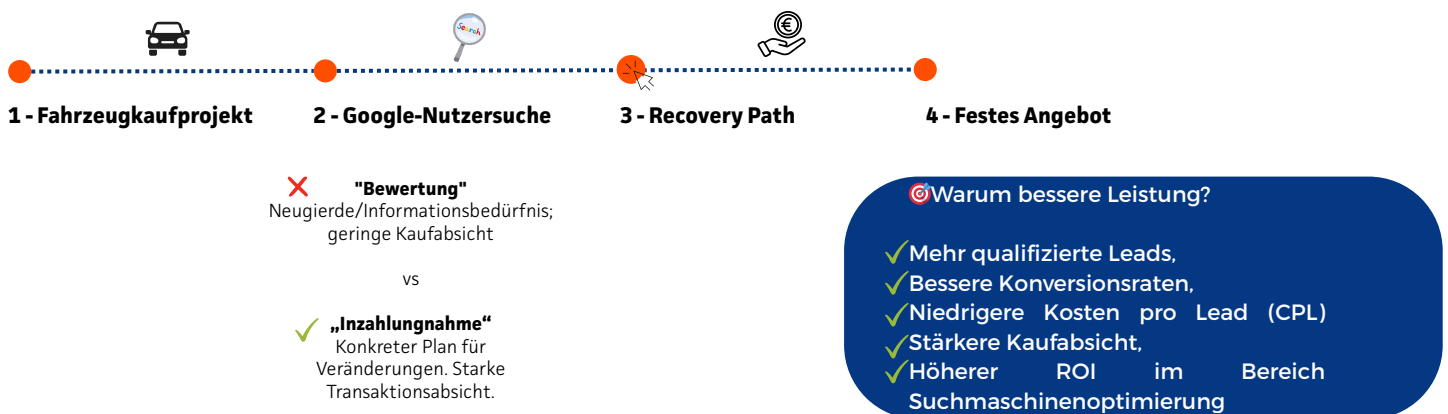 Search
1 - Fahrzeugkaufprojekt
2 - Google-Nutzersuche
3 - Recovery Path
4 - Festes Angebot
"Bewertung"
Neugierde/Informationsbedürfnis;
geringe Kaufabsicht
vs
„Inzahlungnahme“
Konkreter Plan für
Veränderungen. Starke
Transaktionsabsicht.
Warum bessere Leistung?
Mehr qualifizierte Leads,
Bessere Konversionsraten,
Niedrigere Kosten pro Lead (CPL)
Stärkere Kaufabsicht,
Höherer ROI im Bereich
Suchmaschinenoptimierung